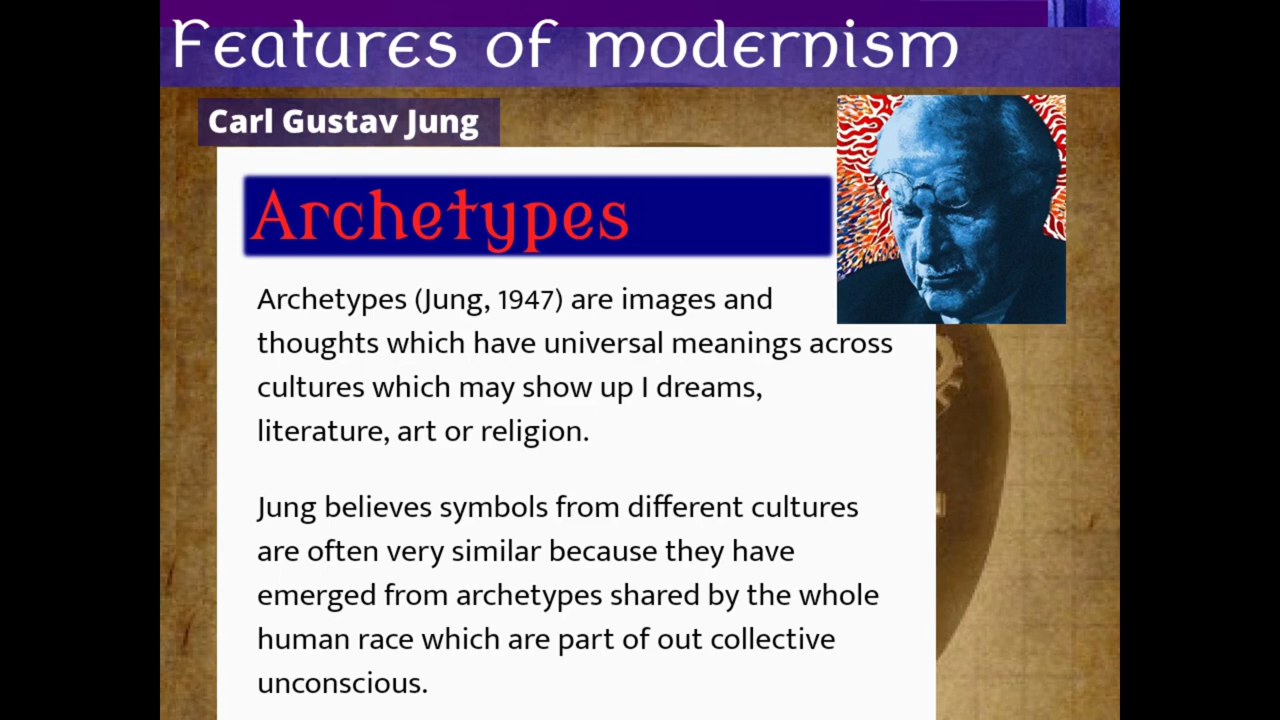 Features of modernism
Carl Gustav Jung
Archetypes
Archetypes (Jung, 1947) are images and
thoughts which have universal meanings across
cultures which may show up I dreams,
literature, art or religion.
Jung believes symbols from different cultures
are often very similar because they have
emerged from archetypes shared by the whole
human race which are part of out collective
unconscious.